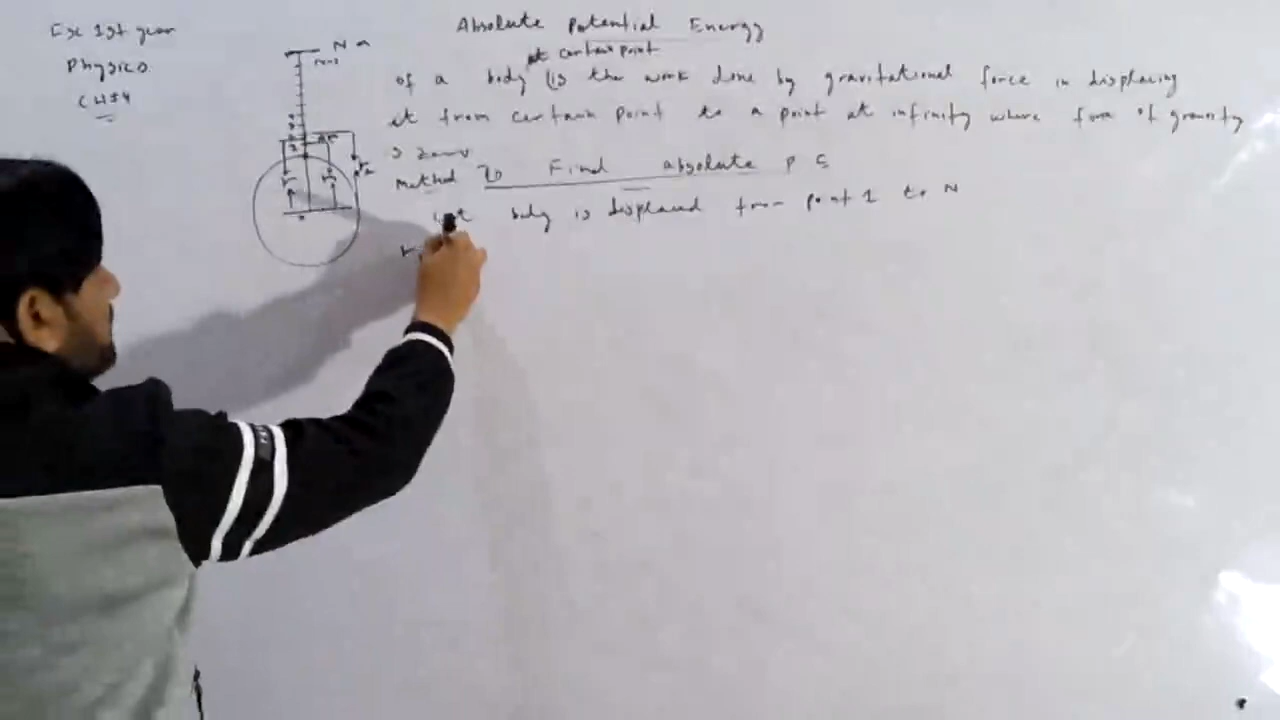 Fsc 1st year
Physics
CH#4
N
Absolute Potential Energy
at certain point
of a body is the work done by gravitational force in displacing
it from certain point to a point at infinity where force of gravity
is zero
Method To Find absolute P E
Let body is displaced from point 1 to N